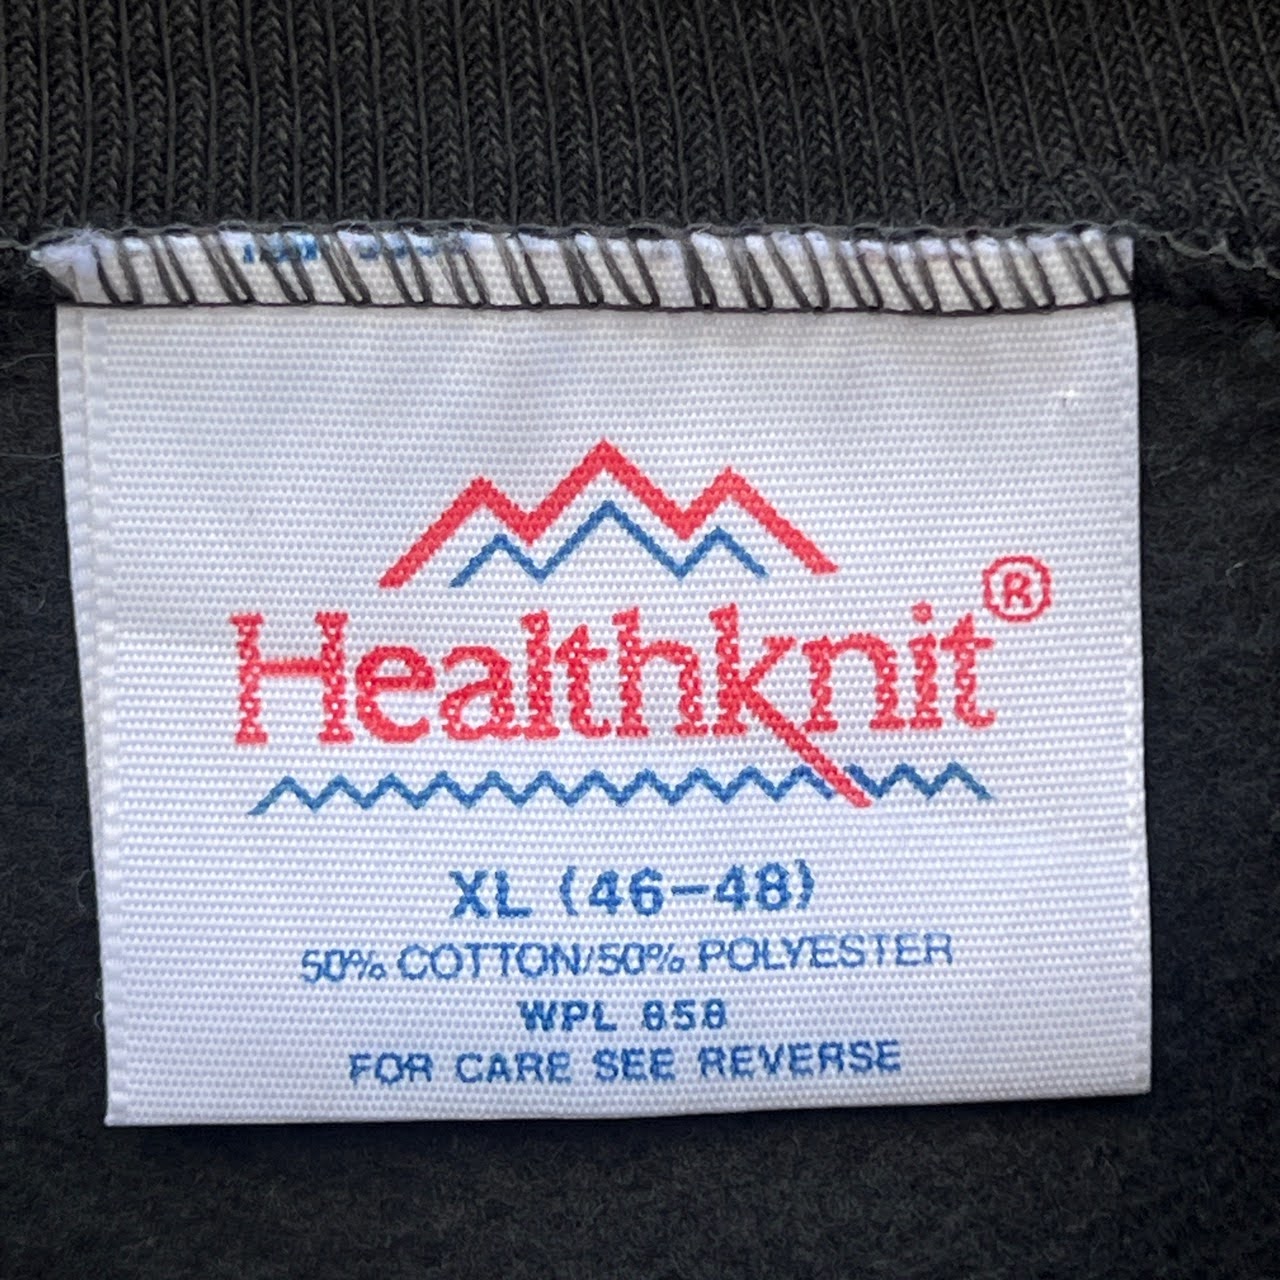 Healthknit®
XL (46-48)
50% COTTON/50% POLYESTER
WPL 858
FOR CARE SEE REVERSE